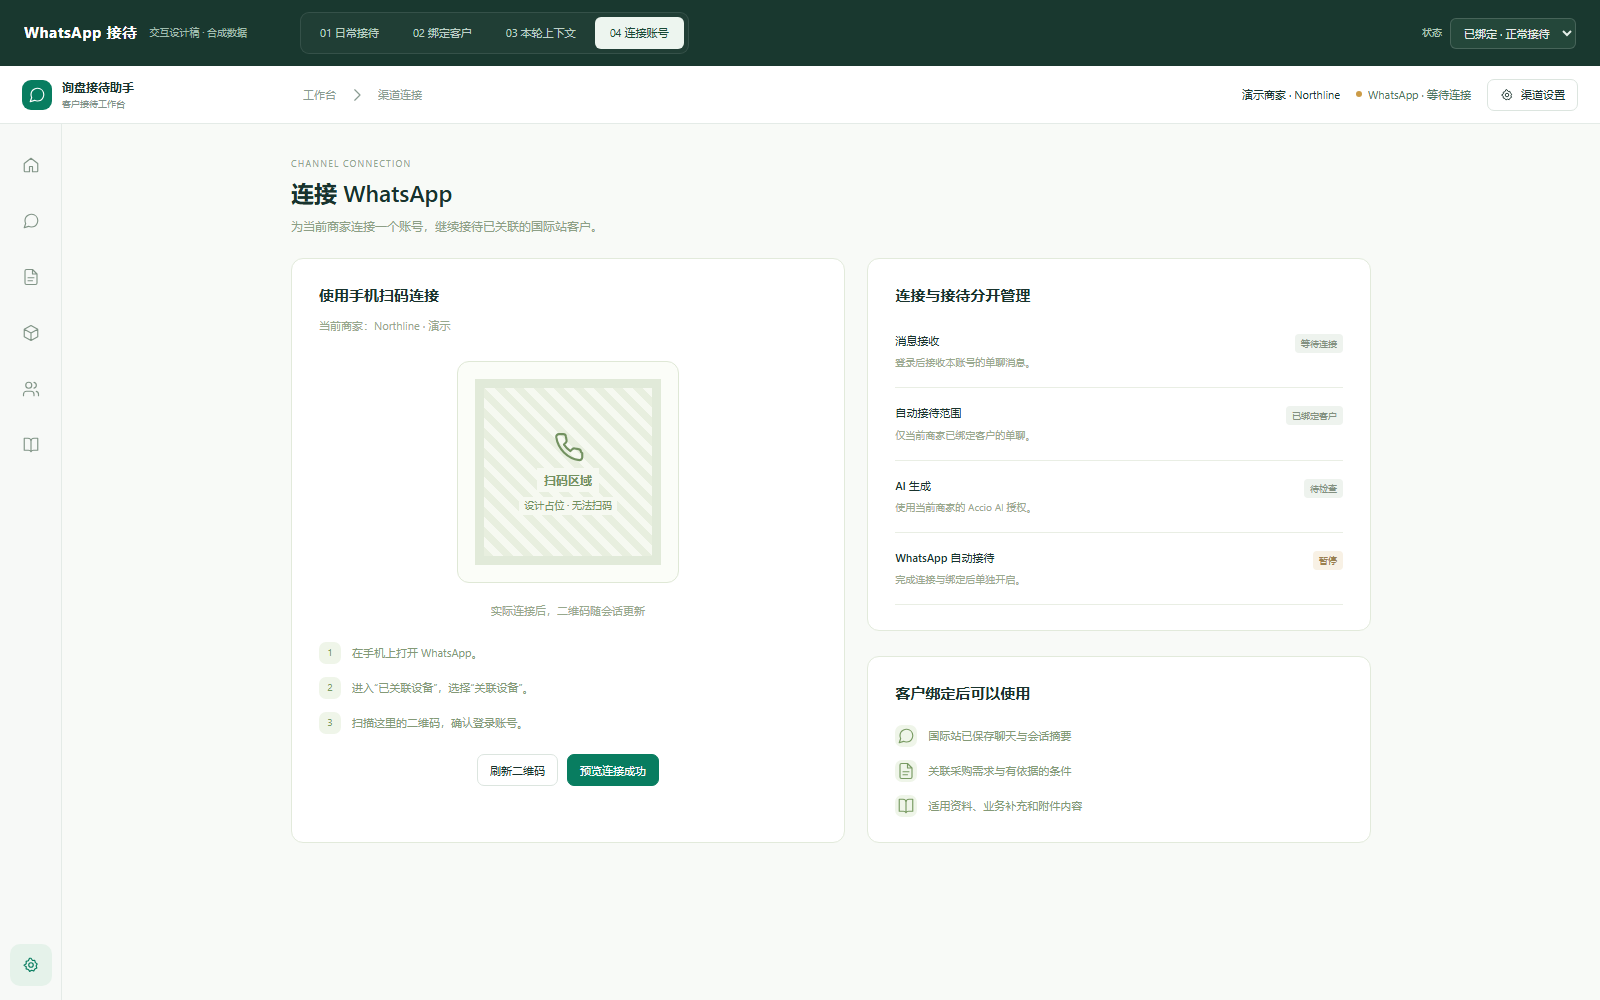 WhatsApp 接待
交互设计稿 · 合成数据
01 日常接待
02 绑定客户
03 本轮上下文
04 连接账号
状态
已绑定 · 正常接待
询盘接待助手
客户接待工作台
工作台
渠道连接
演示商家 · Northline
WhatsApp · 等待连接
渠道设置
CHANNEL CONNECTION
连接 WhatsApp
为当前商家连接一个账号，继续接待已关联的国际站客户。
使用手机扫码连接
当前商家：Northline · 演示
扫码区域
设计占位 · 无法扫码
实际连接后，二维码随会话更新
1 在手机上打开 WhatsApp。
2 进入“已关联设备”，选择“关联设备”。
3 扫描这里的二维码，确认登录账号。
刷新二维码
预览连接成功
连接与接待分开管理
消息接收
等待连接
登录后接收本账号的单聊消息。
自动接待范围
已绑定客户
仅当前商家已绑定客户的单聊。
AI 生成
待检查
使用当前商家的 Accio AI 授权。
WhatsApp 自动接待
暂停
完成连接与绑定后单独开启。
客户绑定后可以使用
国际站已保存聊天与会话摘要
关联采购需求与有依据的条件
适用资料、业务补充和附件内容